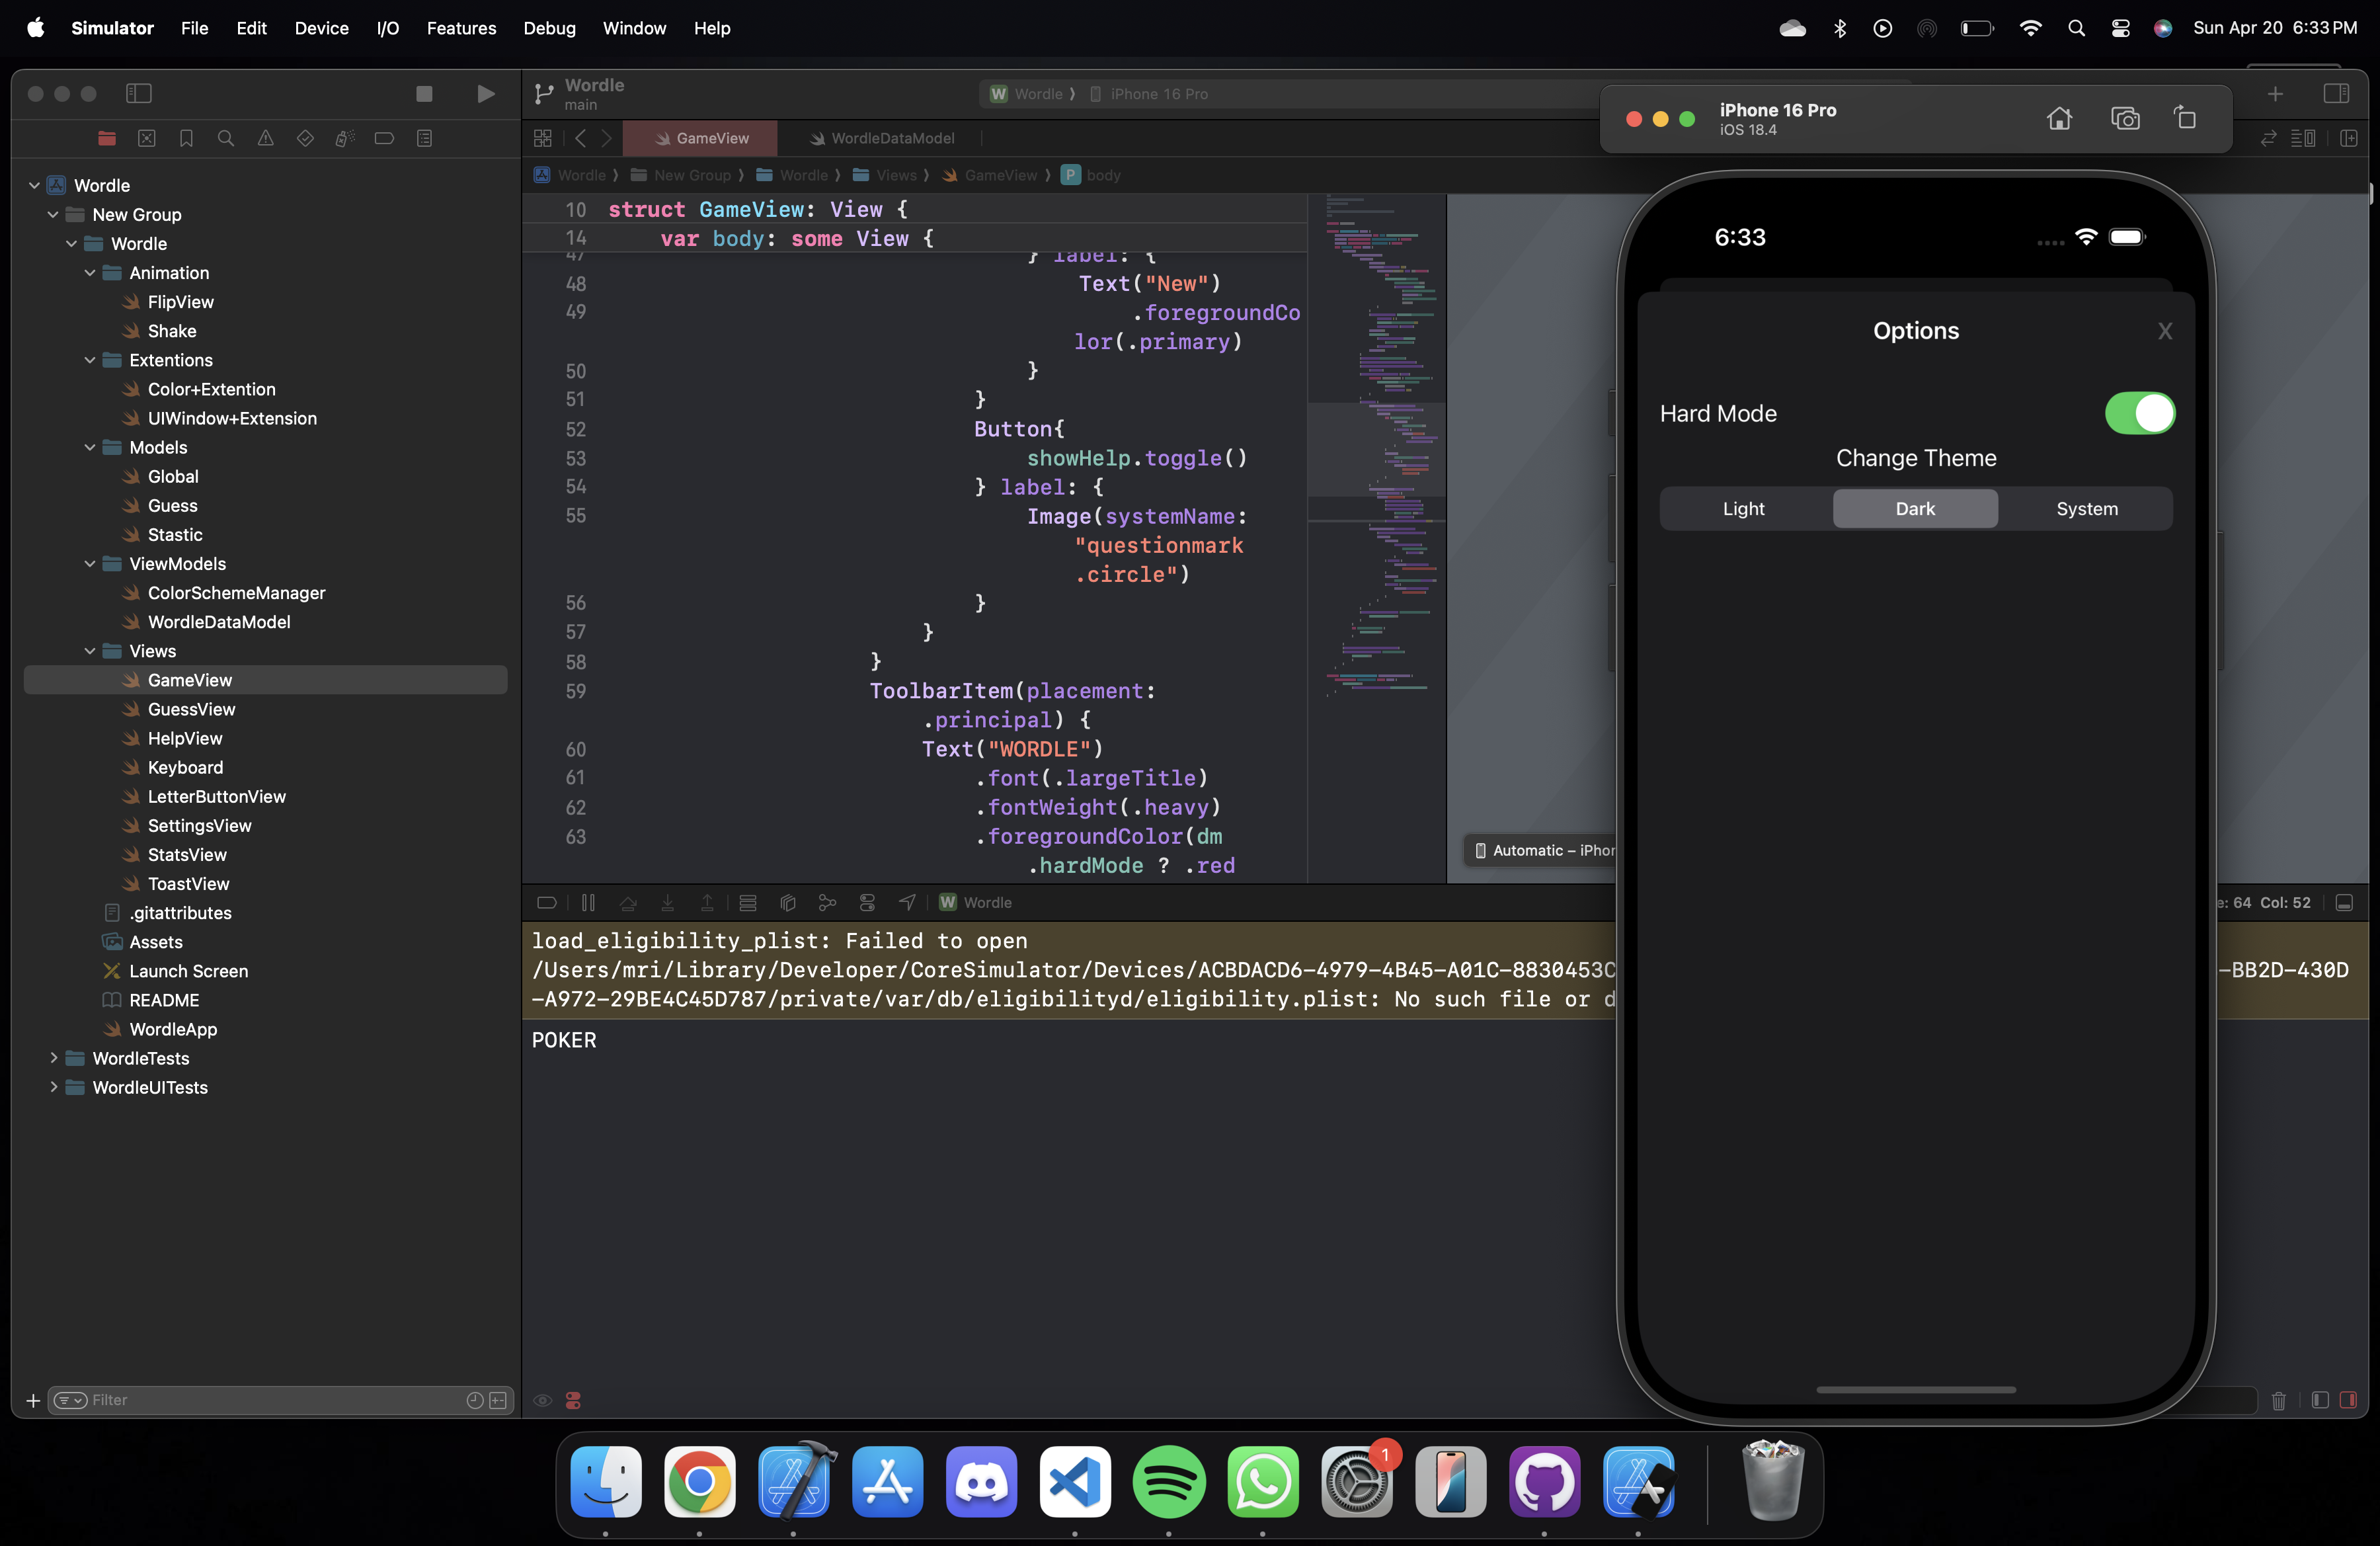 Simulator File Edit Device I/O Features Debug Window Help
Sun Apr 20 6:33 PM
Wordle
main
W Wordle iPhone 16 Pro
iPhone 16 Pro
iOS 18.4
GameView WordleDataModel
Wordle New Group Wordle Views GameView P body
Wordle
New Group
Wordle
Animation
FlipView
Shake
Extentions
Color+Extention
UIWindow+Extension
Models
Global
Guess
Stastic
ViewModels
ColorSchemeManager
WordleDataModel
Views
GameView
GuessView
HelpView
Keyboard
LetterButtonView
SettingsView
StatsView
ToastView
.gitattributes
Assets
Launch Screen
README
WordleApp
WordleTests
WordleUITests
Filter
10 struct GameView: View {
14 var body: some View {
47 } label: {
48 Text("New")
49 .foregroundCo
lor(.primary)
50 }
51 }
52 Button{
53 showHelp.toggle()
54 } label: {
55 Image(systemName:
"questionmark
.circle")
56 }
57 }
58 }
59 ToolbarItem(placement:
.principal) {
60 Text("WORDLE")
61 .font(.largeTitle)
62 .fontWeight(.heavy)
63 .foregroundColor(dm
.hardMode ? .red
Automatic – iPhon
W Wordle
e: 64 Col: 52
load_eligibility_plist: Failed to open
/Users/mri/Library/Developer/CoreSimulator/Devices/ACBDACD6-4979-4B45-A01C-8830453C
-BB2D-430D
-A972-29BE4C45D787/private/var/db/eligibilityd/eligibility.plist: No such file or d
POKER
6:33
Options X
Hard Mode
Change Theme
Light Dark System
1